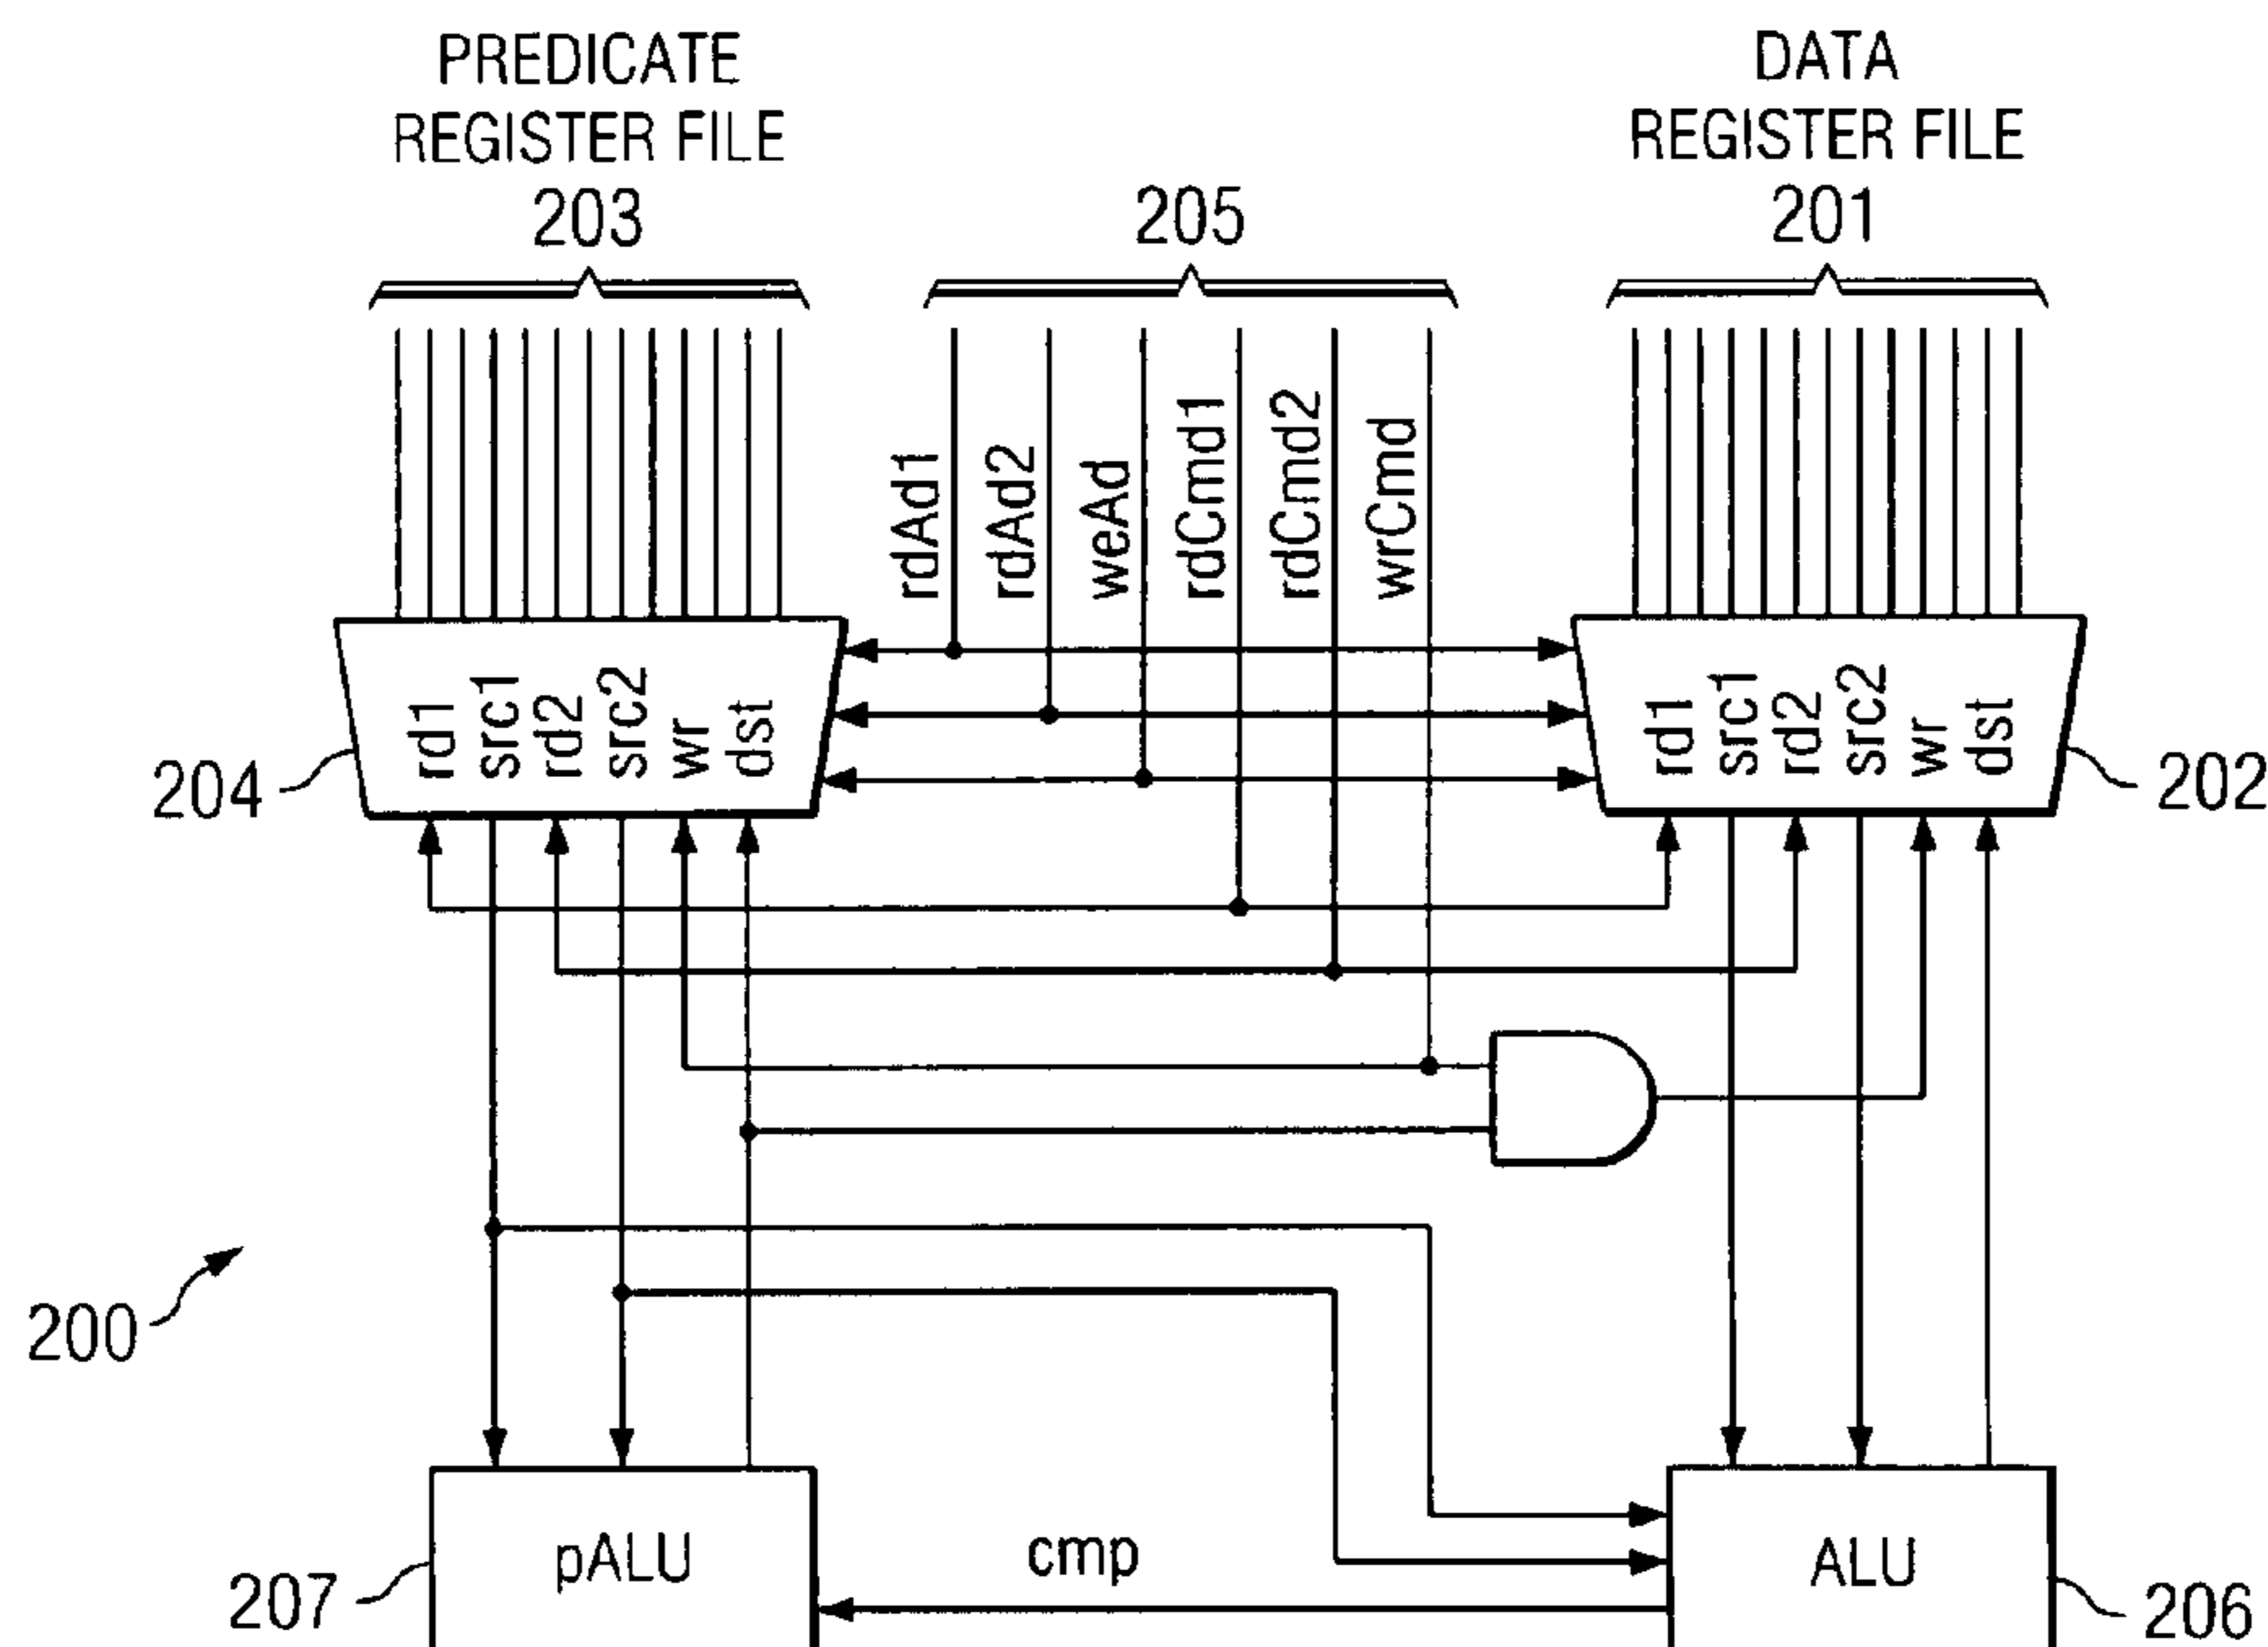 PREDICATE
REGISTER FILE
203
205
DATA
REGISTER FILE
201
rdAd1
rdAd2
weAd
rdCmd1
rdCmd2
wrCmd
rd1
src1
rd2
src2
wr
dst
204
rd1
src1
rd2
src2
wr
dst
202
200
pALU
207
cmp
ALU
206